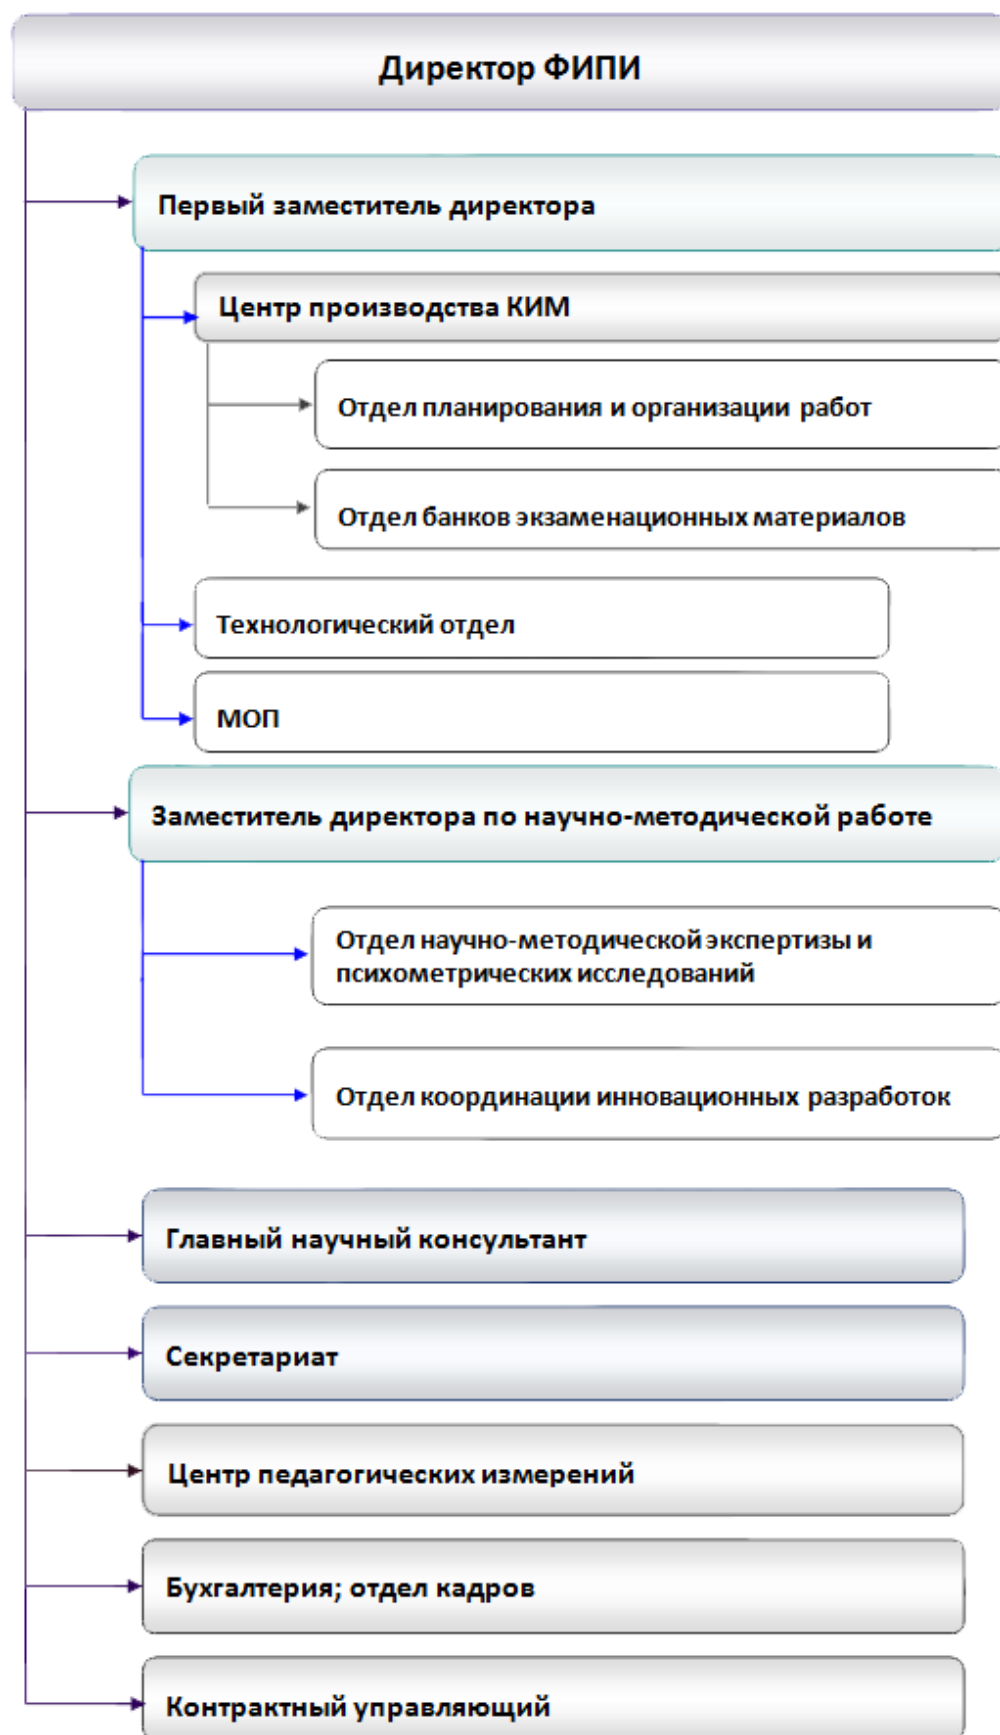 Директор ФИПИ
Первый заместитель директора
Центр производства КИМ
Отдел планирования и организации работ
Отдел банков экзаменационных материалов
Технологический отдел
МОП
Заместитель директора по научно-методической работе
Отдел научно-методической экспертизы и
психометрических исследований
Отдел координации инновационных разработок
Главный научный консультант
Секретариат
Центр педагогических измерений
Бухгалтерия; отдел кадров
Контрактный управляющий